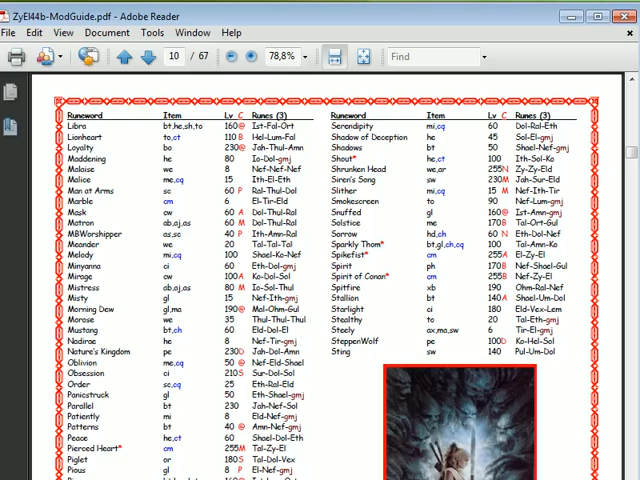 ZyEl44b-ModGuide.pdf - Adobe Reader
File Edit View Document Tools Window Help
10 / 67 78,8% Find
Runeword Item Lv C Runes (3)
Libra bt,he,sh,to 160 @ Ist-Fal-Ort
Lionheart to,ct 110 B Hel-Lum-Fal
Loyalty bo 230 @ Jah-Thul-Amn
Maddening he 80 Io-Dol-gmj
Malaise we 8 Nef-Nef-Nef
Malice me,cq 15 Ith-El-Eth
Man at Arms sc 60 P Ral-Thul-Dol
Marble cm 6 El-Tir-Eld
Mask cw 60 A Dol-Thul-Ral
Matron ab,aj,as 60 M Dol-Thul-Ral
MBWorshipper as,sc 40 P Ith-Amn-Ral
Meander we 20 Tal-Tal-Tal
Melody mi,cq 100 Shael-Ko-Nef
Minyanna ci 60 Eth-Dol-gmj
Mirage cw 100 A Ko-Dol-Sol
Mistress ab,aj,as 80 M Io-Sol-Thul
Misty gl 15 Nef-Ith-gmj
Morning Dew gl,ma 190 @ Mal-Ohm-Gul
Morose we 35 Thul-Thul-Thul
Mustang bt,ch 60 Eld-Dol-El
Nadirae he 8 Nef-Tir-gmj
Nature's Kingdom pe 230 D Jah-Dol-Amn
Oblivion me,cq 50 @ Nef-Shael-Eld
Obsession ci 210 S Sur-Dol-Sol
Order sc,cq 25 Eth-Ral-Eld
Panicstruck gl 50 Eth-Shael-gmj
Parallel bt 230 Jah-Nef-Sol
Patiently mi 8 Eld-El-gmj
Patterns bt 40 @ Amn-Nef-gmj
Peace he,ct 60 Shael-Dol-Eth
Pierced Heart* cm 255 M Tal-Zy-El
Piglet or 180 S Tal-Dol-Vex
Pious gl 8 P El-Nef-gmj
Runeword Item Lv C Runes (3)
Serendipity mi,cq 60 Dol-Ral-Eth
Shadow of Deception he 45 Sol-El-gmj
Shadows bt 50 Shael-Nef-gmj
Shout* he,ct 100 Ith-Sol-Ko
Shrunken Head we,ar 255 N Zy-Zy-Eld
Siren's Song sw 230 M Jah-Sur-Eld
Slither mi,cq 15 M Nef-Ith-Tir
Smokescreen to 90 Nef-Lum-gmj
Snuffed gl 160 @ Ist-Amn-gmj
Solstice me 170 B Tal-Ort-Gul
Sorrow hd,ch 60 N Eth-Dol-Nef
Sparkly Thom* bt,gl,ch,cq 100 Tal-Amn-Ko
Spikefist* cm 255 A El-Zy-El
Spirit ph 170 B Nef-Shael-Gul
Spirit of Conan* cm 255 B Nef-Zy-El
Spitfire xb 190 Ohm-Ral-Nef
Stallion bt 140 A Shael-Um-Dol
Starlight ci 180 Eld-Vex-Lem
Stealthy to 20 Tal-Eth-gmj
Steely ax,ma,sw 6 Tir-El-gmj
SteppenWolf pe 100 D Ko-Hel-Sol
Sting sw 140 Pul-Um-Dol